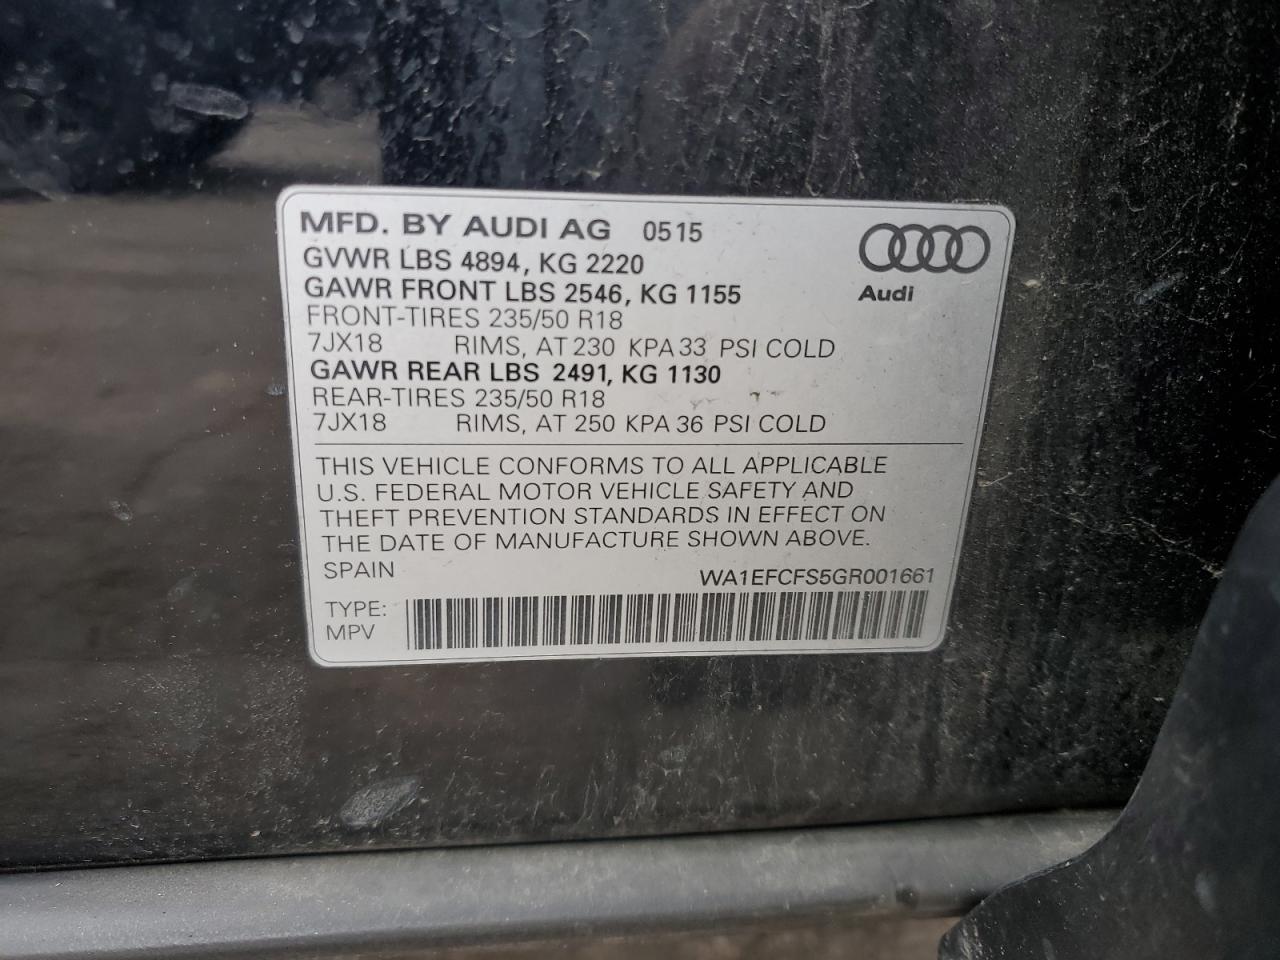 MFD. BY AUDI AG 0515
GVWR LBS 4894, KG 2220
GAWR FRONT LBS 2546, KG 1155
FRONT-TIRES 235/50 R18
7JX18 RIMS, AT 230 KPA 33 PSI COLD
GAWR REAR LBS 2491, KG 1130
REAR-TIRES 235/50 R18
7JX18 RIMS, AT 250 KPA 36 PSI COLD
Audi
THIS VEHICLE CONFORMS TO ALL APPLICABLE
U.S. FEDERAL MOTOR VEHICLE SAFETY AND
THEFT PREVENTION STANDARDS IN EFFECT ON
THE DATE OF MANUFACTURE SHOWN ABOVE.
SPAIN WA1EFCFS5GR001661
TYPE:
MPV